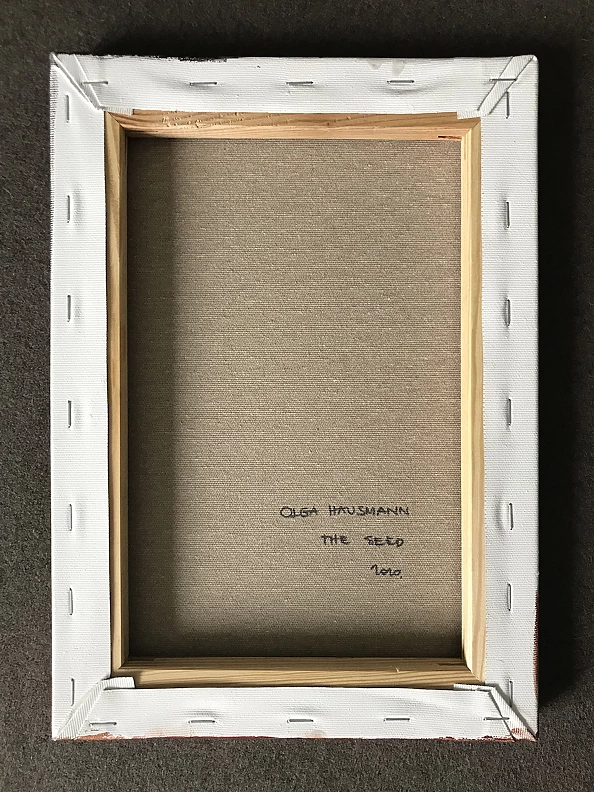 OLGA HAUSMANN
THE SEED
2020.